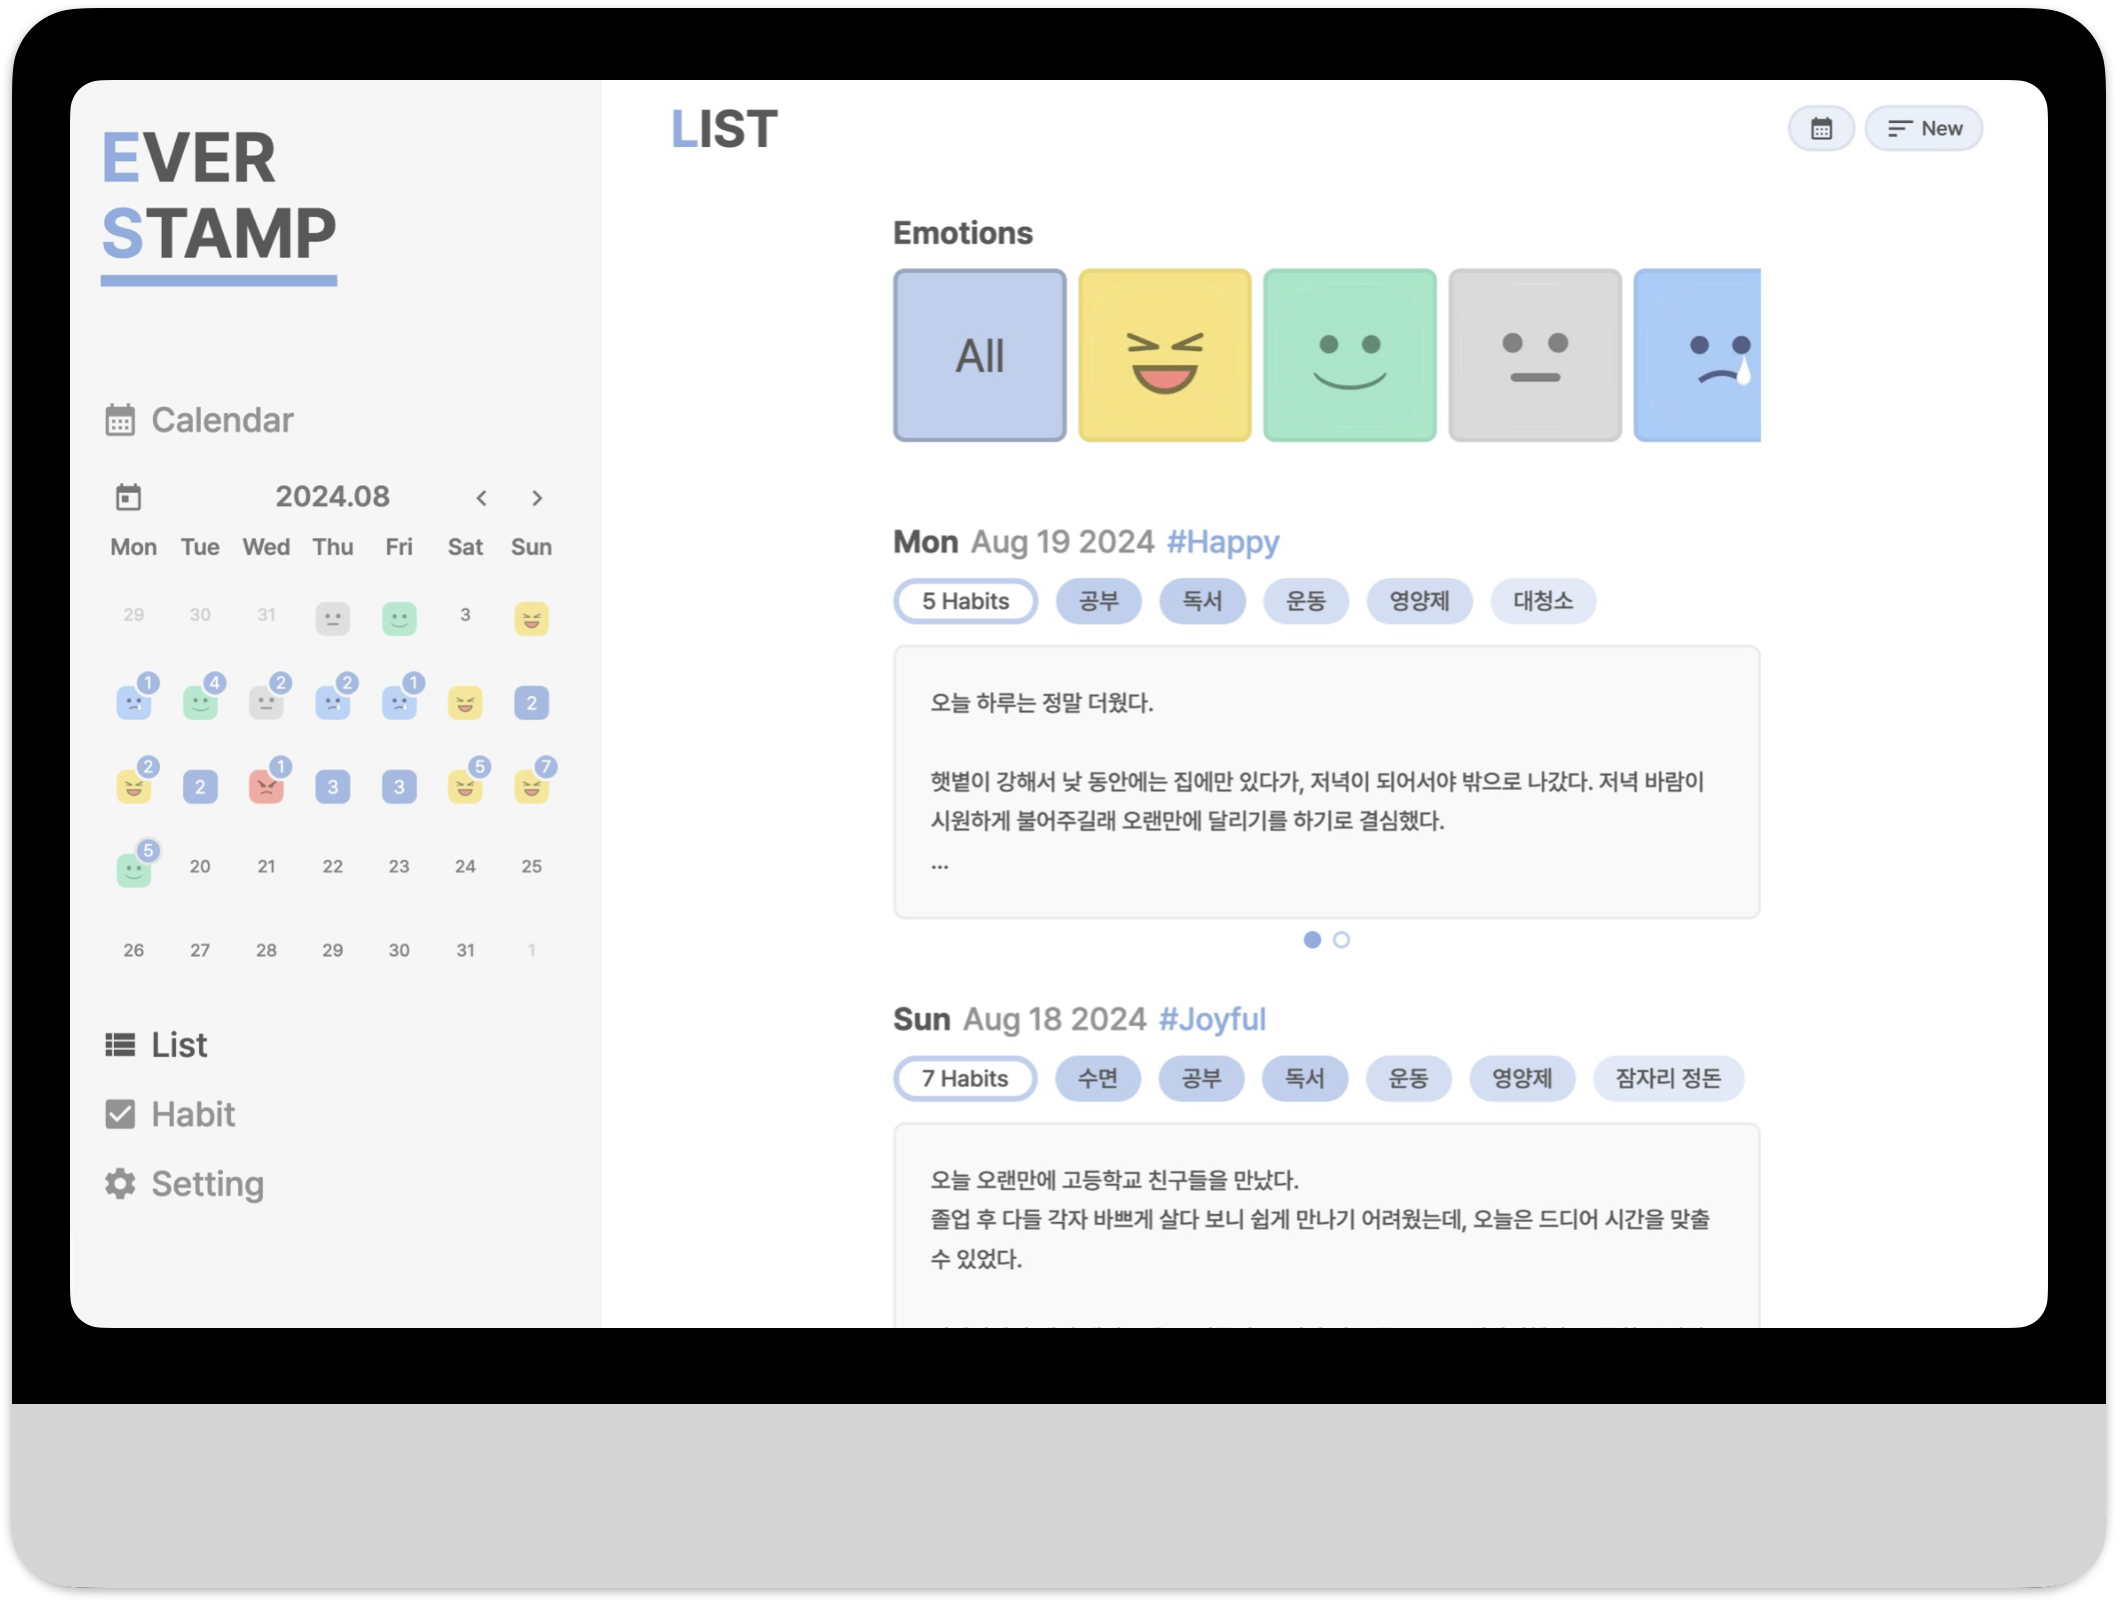 EVER
STAMP
Calendar
2024.08
Mon Tue Wed Thu Fri Sat Sun
29 30 31 3
1 4 2 2 1 2
2 2 1 3 3 5 7
5 20 21 22 23 24 25
26 27 28 29 30 31 1
List
Habit
Setting
LIST
New
Emotions
All
Mon Aug 19 2024 #Happy
5 Habits 공부 독서 운동 영양제 대청소
오늘 하루는 정말 더웠다.
햇볕이 강해서 낮 동안에는 집에만 있다가, 저녁이 되어서야 밖으로 나갔다. 저녁 바람이
시원하게 불어주길래 오랜만에 달리기를 하기로 결심했다.
...
Sun Aug 18 2024 #Joyful
7 Habits 수면 공부 독서 운동 영양제 잠자리 정돈
오늘 오랜만에 고등학교 친구들을 만났다.
졸업 후 다들 각자 바쁘게 살다 보니 쉽게 만나기 어려웠는데, 오늘은 드디어 시간을 맞출
수 있었다.